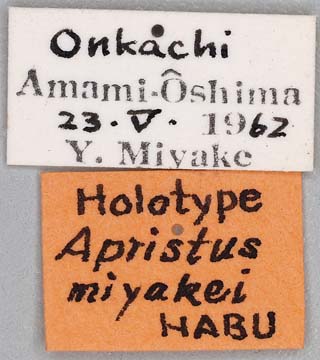 Onkachi
Amami-Ôshima
23. V. 1962
Y. Miyake
Holotype
Apristus
miyakei
HABU